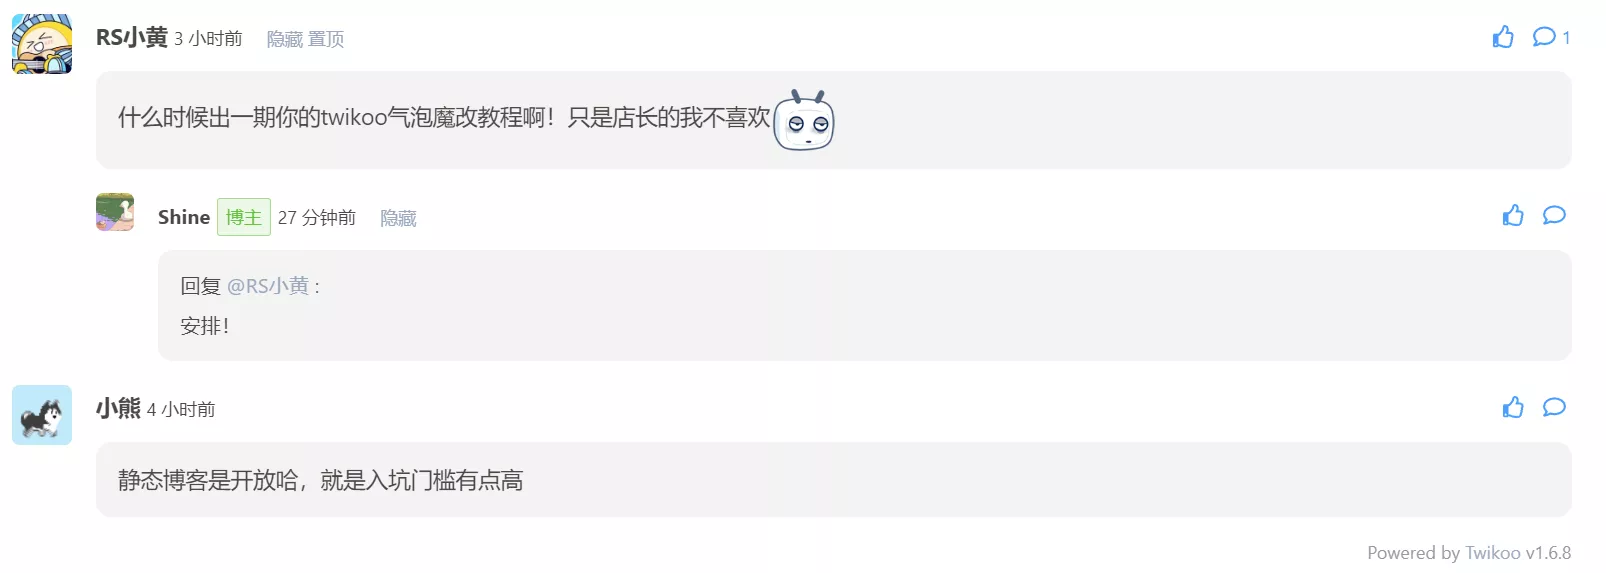 RS小黄 3 小时前 隐藏 置顶 1
什么时候出一期你的twikoo气泡魔改教程啊！只是店长的我不喜欢
Shine 博主 27 分钟前 隐藏
回复 @RS小黄 :
安排！
小熊 4 小时前
静态博客是开放哈，就是入坑门槛有点高
Powered by Twikoo v1.6.8